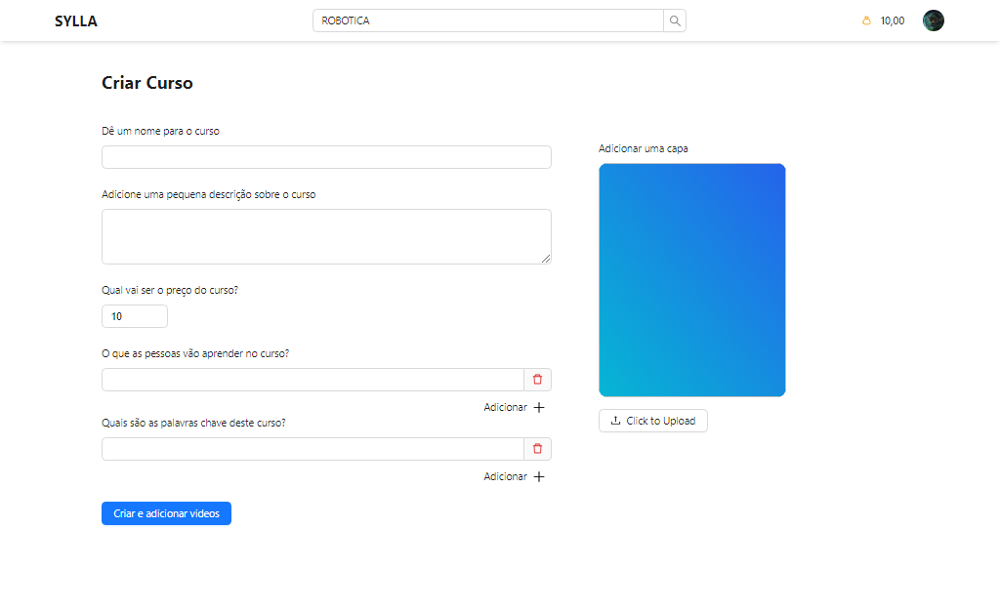 SYLLA
ROBOTICA
10,00
Criar Curso
Dê um nome para o curso
Adicione uma pequena descrição sobre o curso
Qual vai ser o preço do curso?
10
O que as pessoas vão aprender no curso?
Adicionar
Quais são as palavras chave deste curso?
Adicionar
Criar e adicionar videos
Adicionar uma capa
Click to Upload